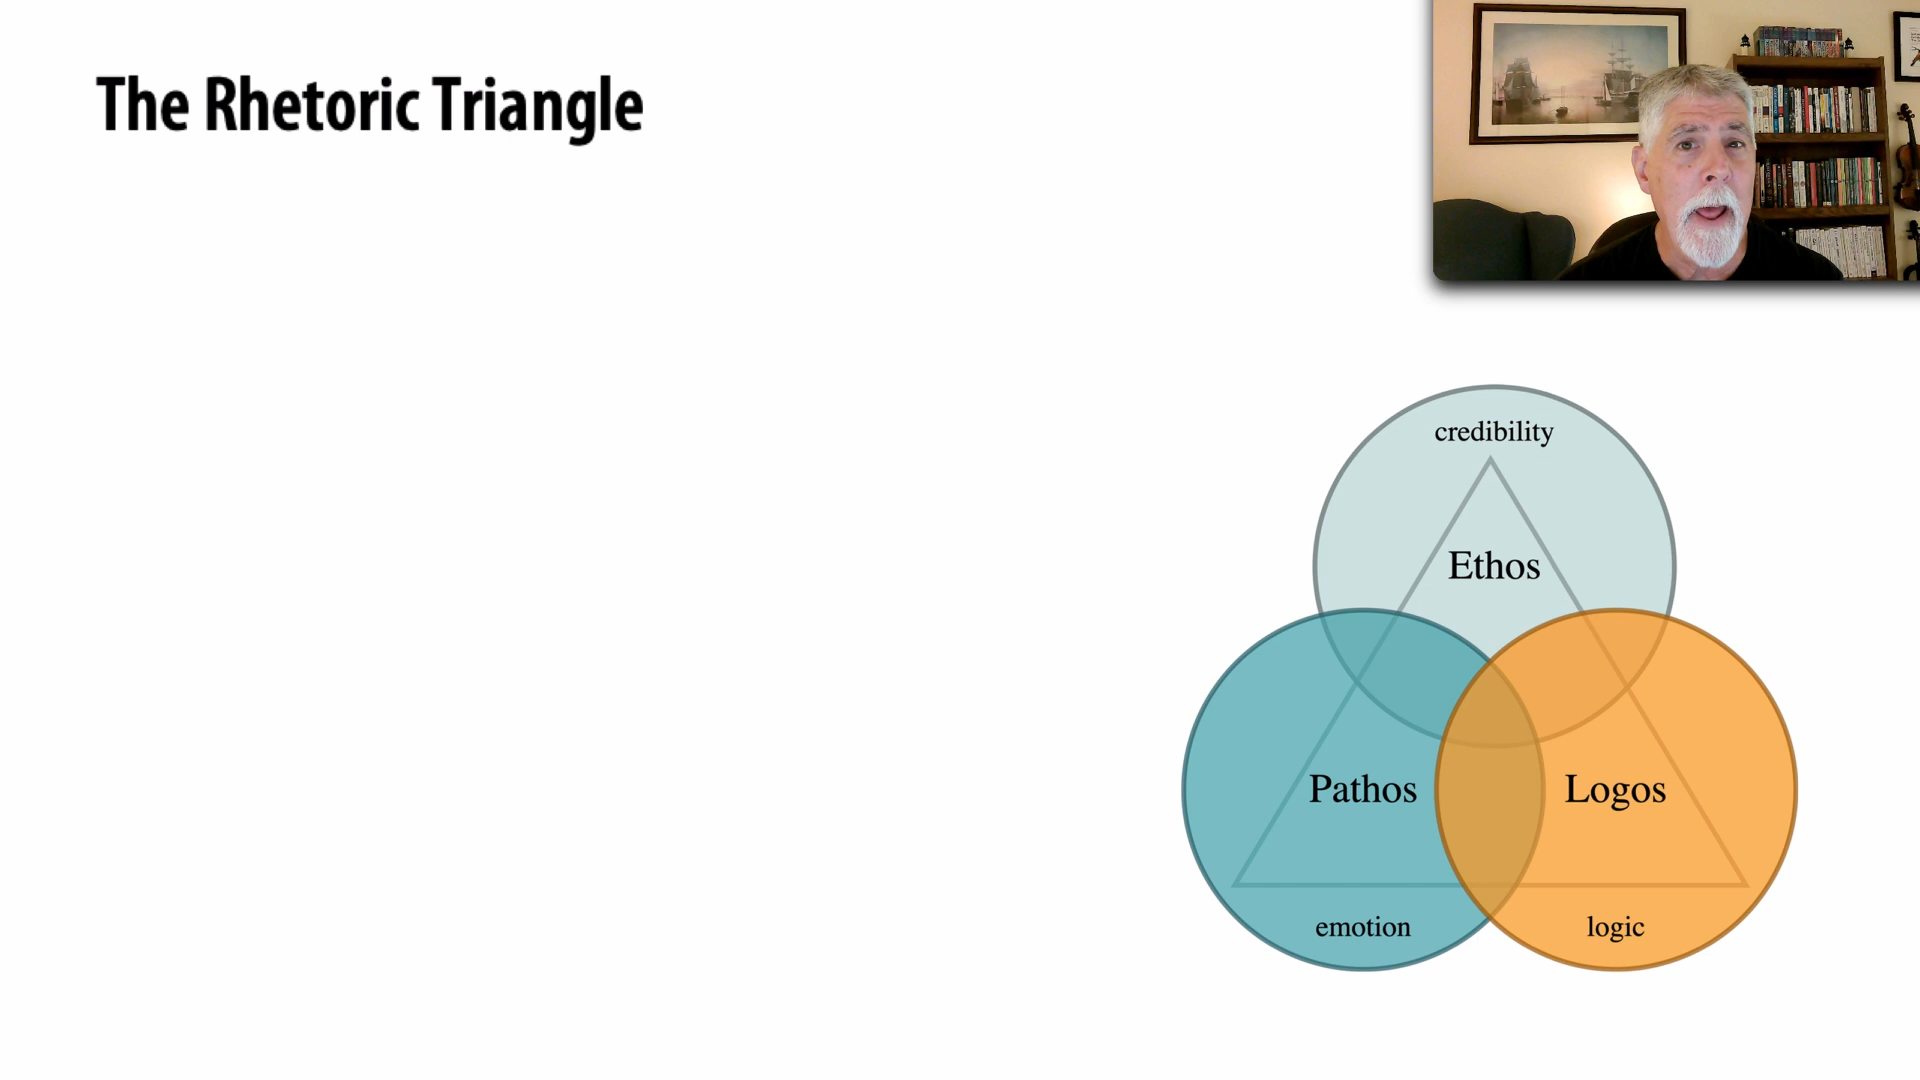 The Rhetoric Triangle
credibility
Ethos
Pathos
Logos
emotion
logic